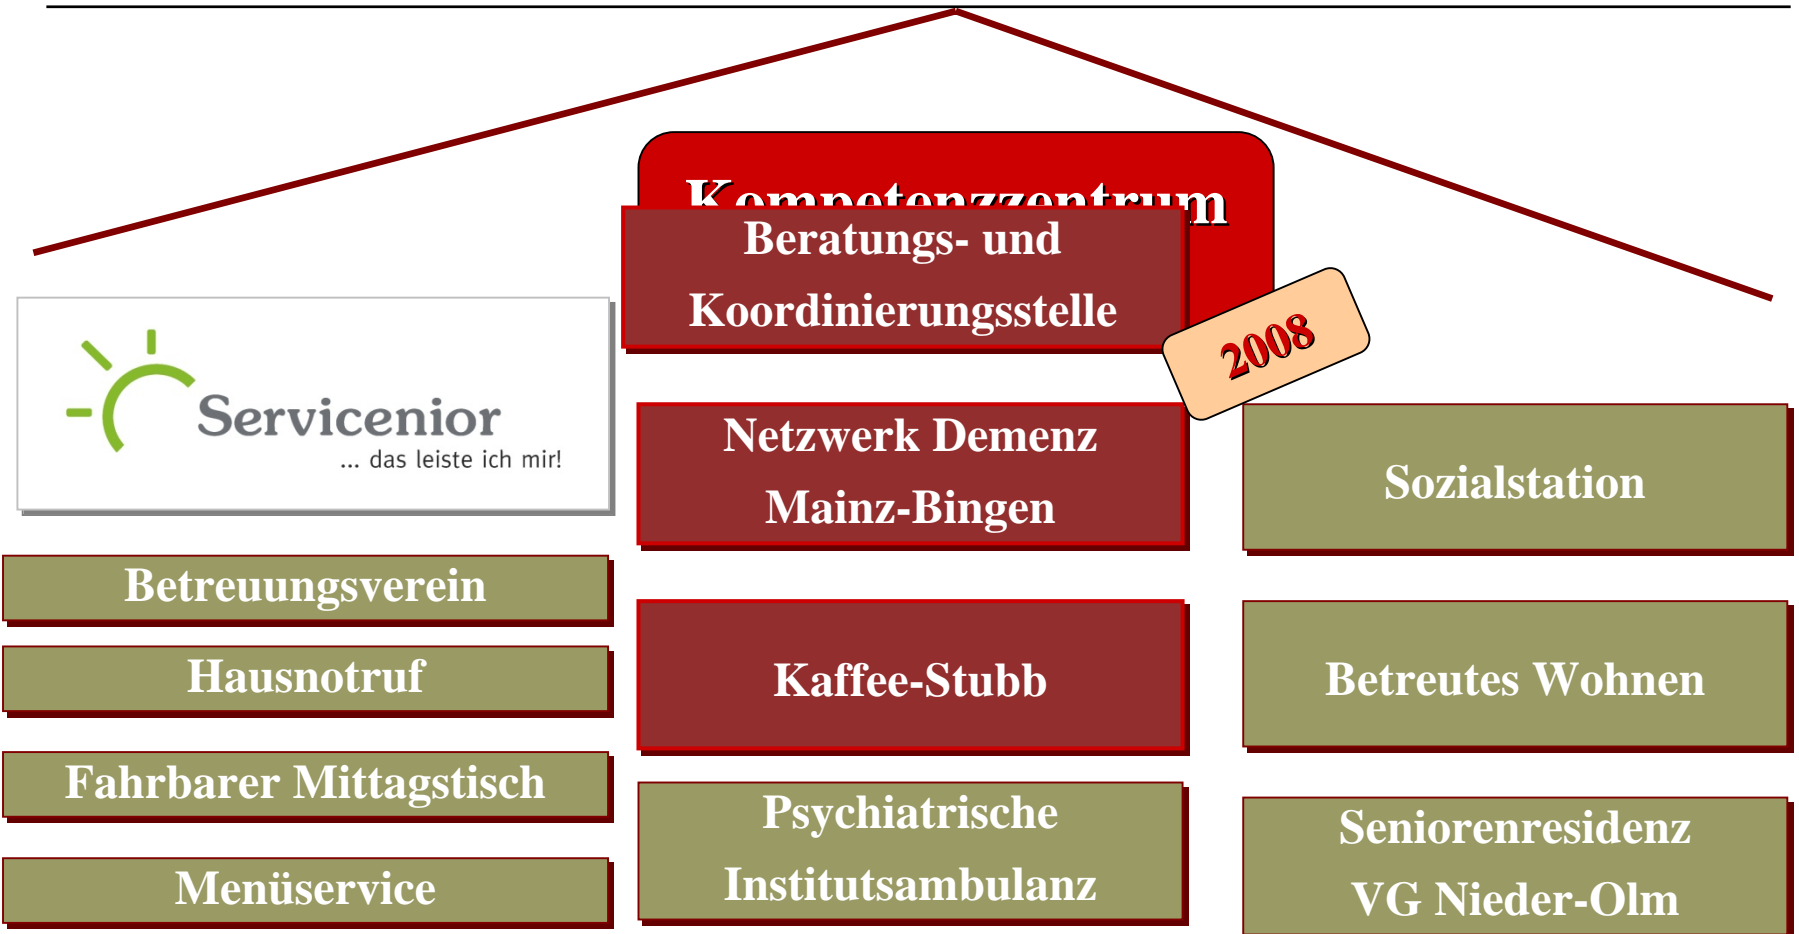 Kompetenzzentrum
Beratungs- und
Koordinierungsstelle
2008
Servicenior
... das leiste ich mir!
Betreuungsverein
Hausnotruf
Fahrbarer Mittagstisch
Menüservice
Netzwerk Demenz
Mainz-Bingen
Kaffee-Stubb
Psychiatrische
Institutsambulanz
Sozialstation
Betreutes Wohnen
Seniorenresidenz
VG Nieder-Olm